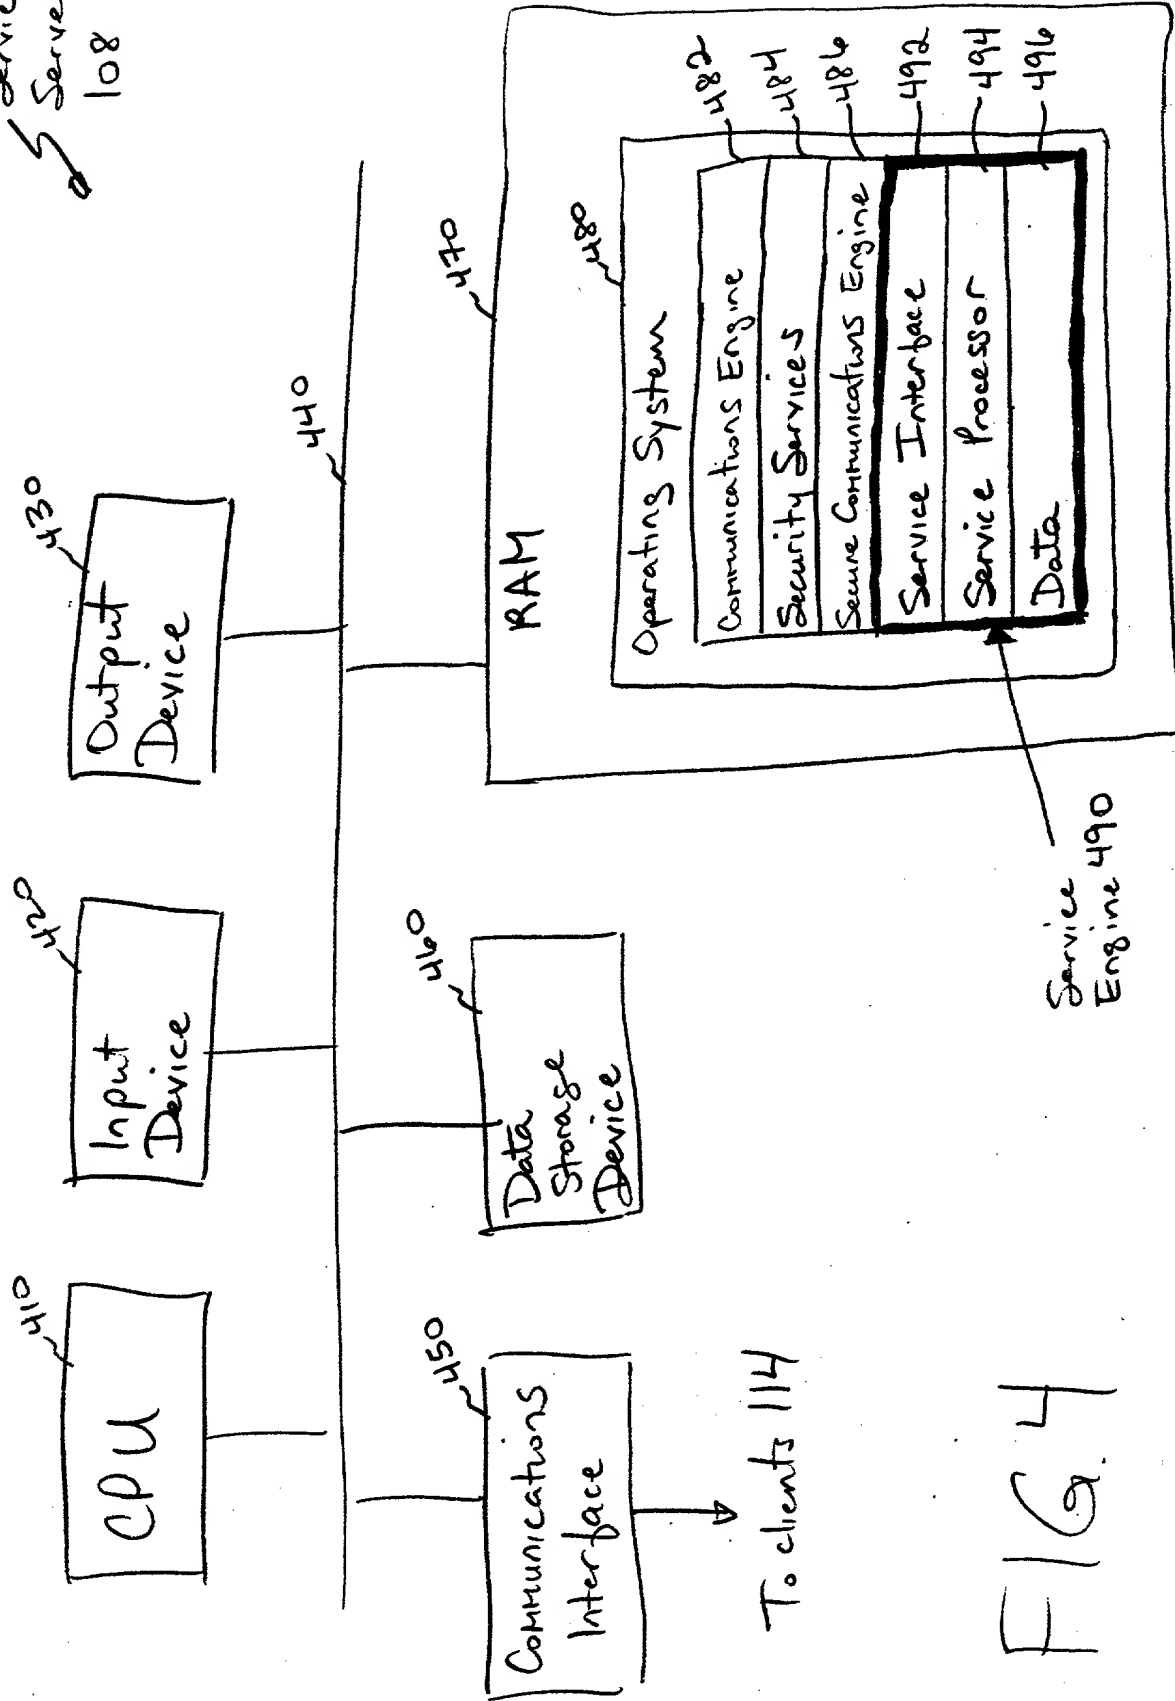 108
410
CPU
420
Input
Device
430
Output
Device
440
450
Communications
Interface
To clients 114
460
Data
Storage
Device
470
RAM
480
Operating System
Communications Engine
482
Security Services
484
Secure Communications Engine
486
Service Interface
492
Service Processor
494
Data
496
Service
Engine 490
FIG. 4